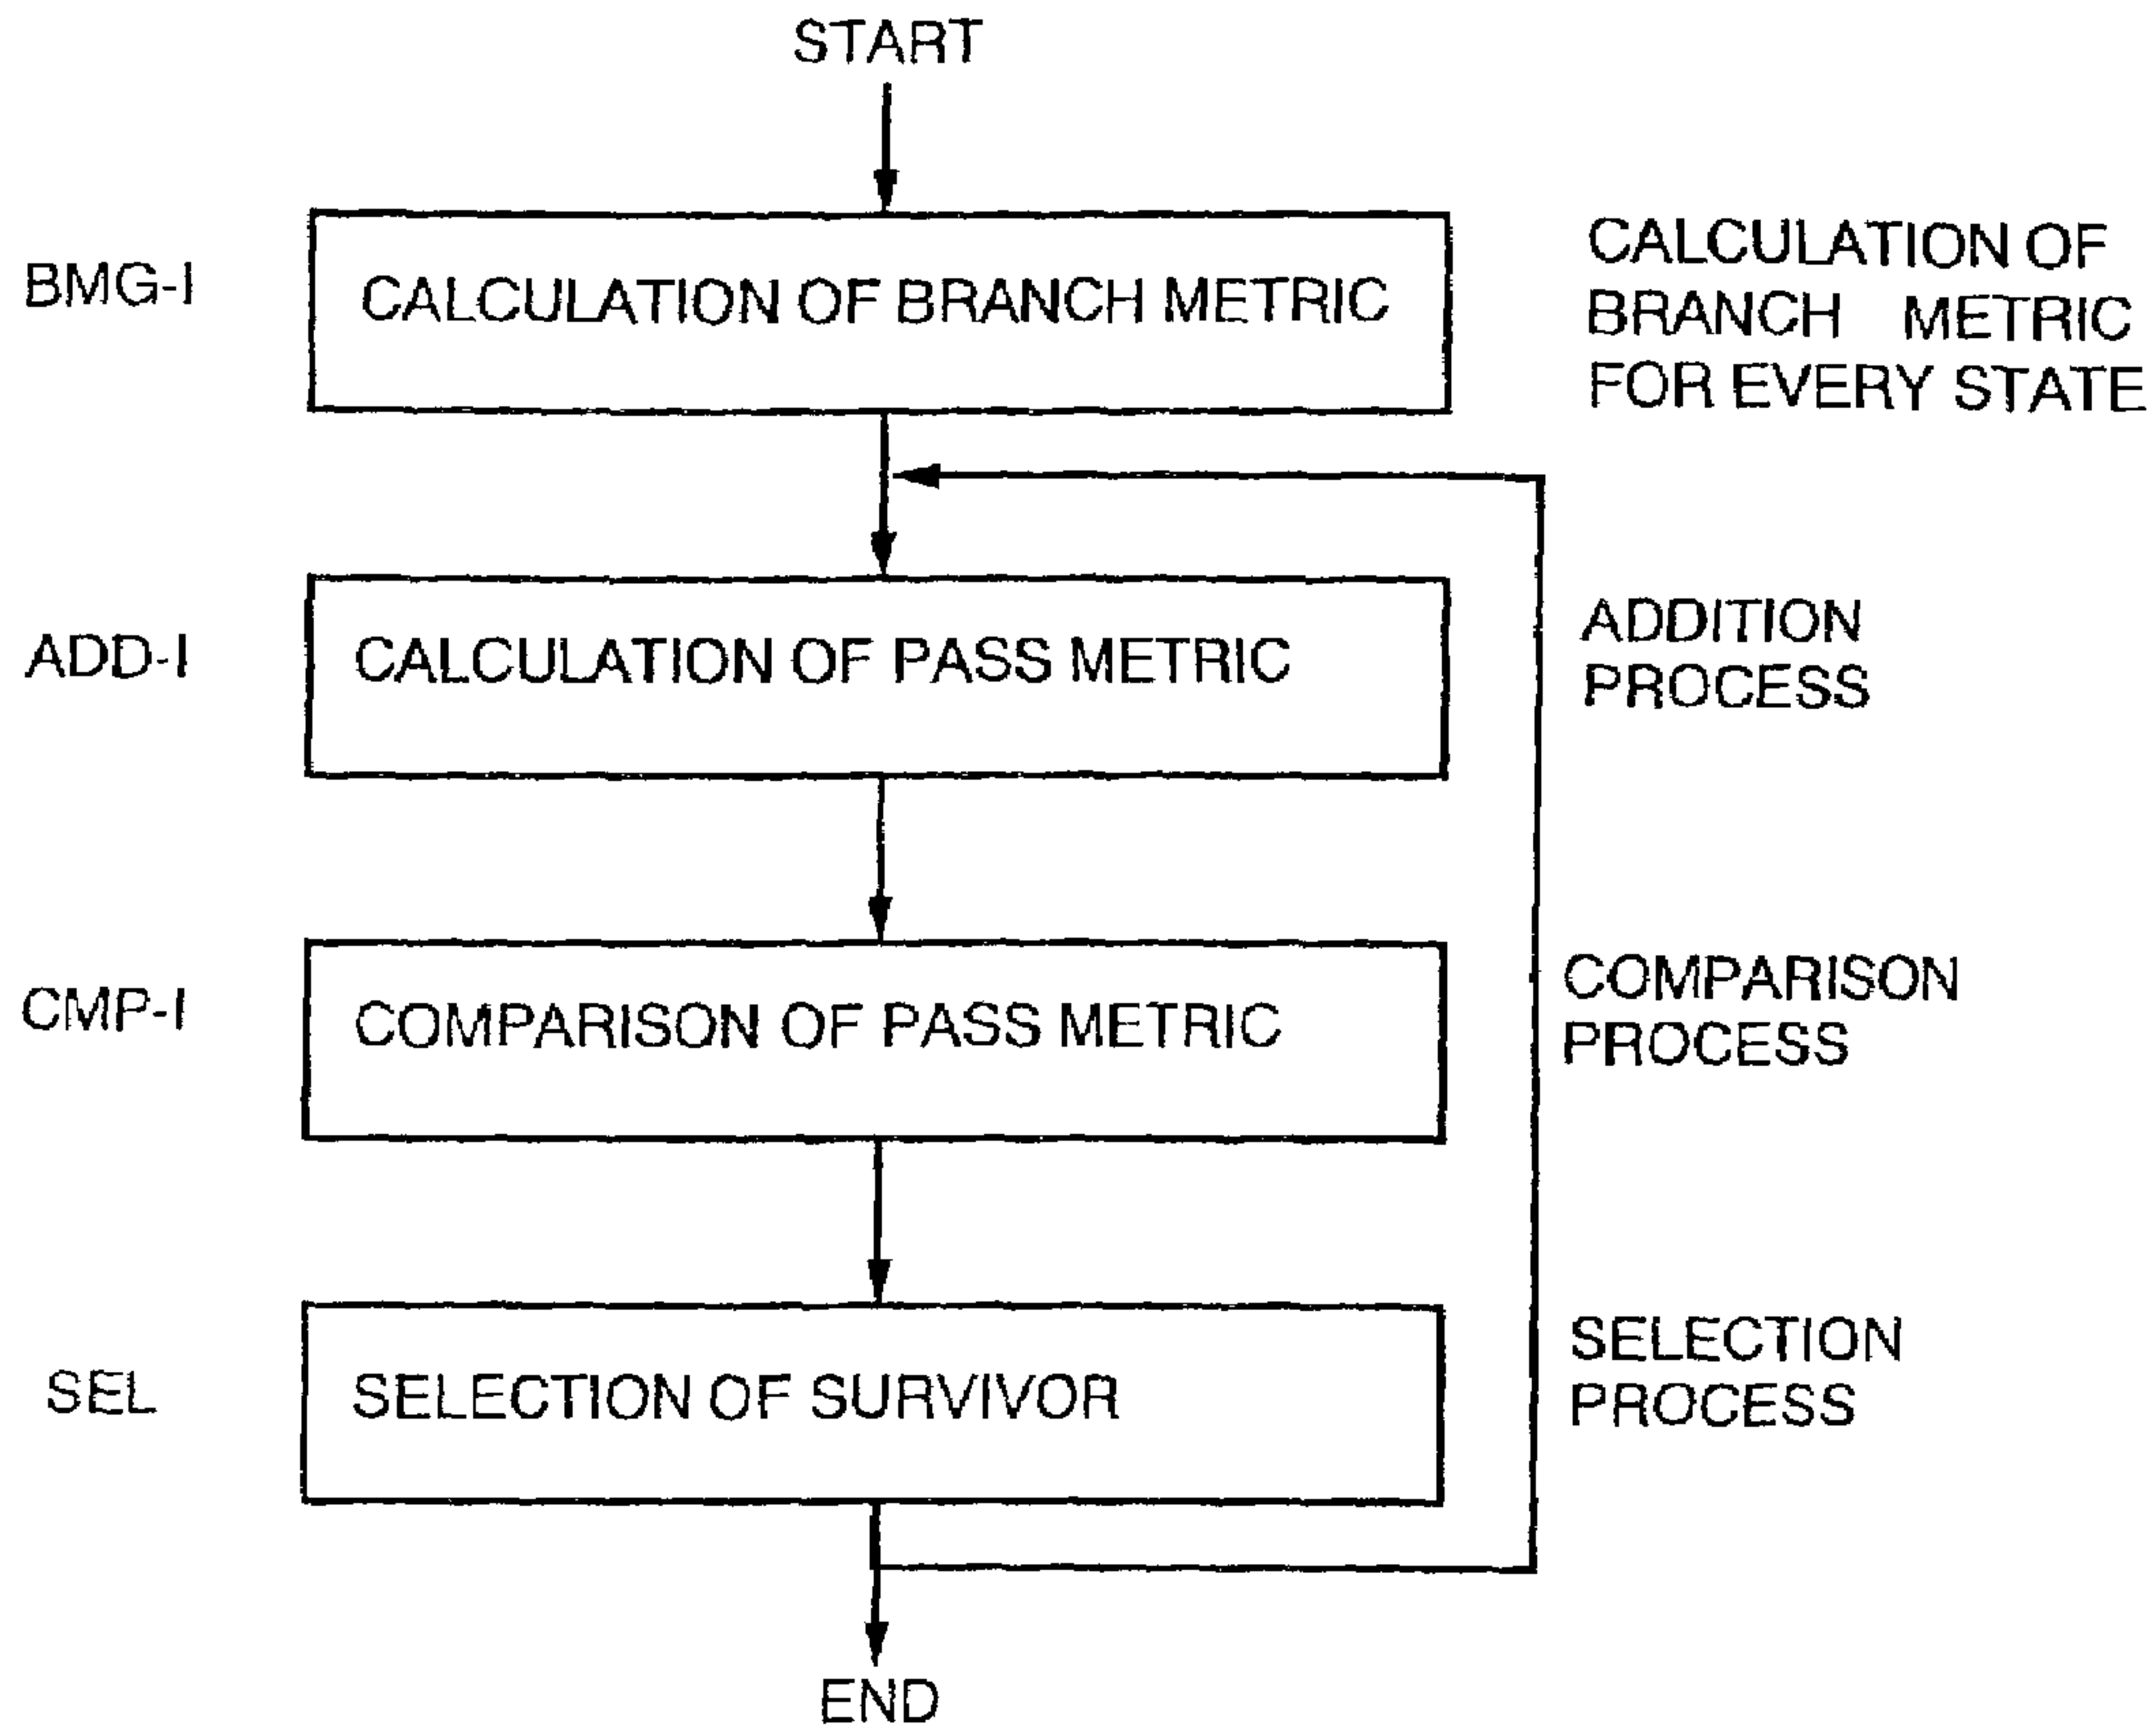 START
BMG-I
CALCULATION OF BRANCH METRIC
CALCULATION OF
BRANCH METRIC
FOR EVERY STATE
ADD-I
CALCULATION OF PASS METRIC
ADDITION
PROCESS
CMP-I
COMPARISON OF PASS METRIC
COMPARISON
PROCESS
SEL
SELECTION OF SURVIVOR
SELECTION
PROCESS
END